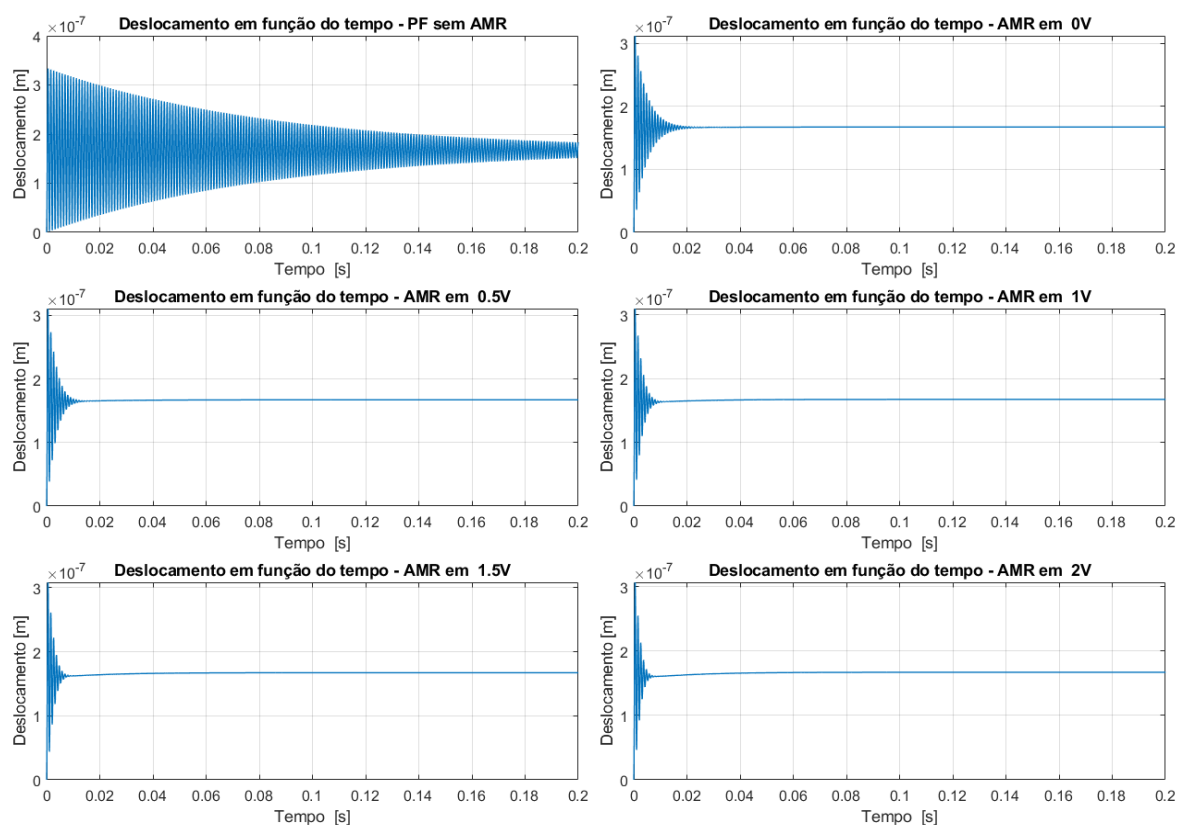 Deslocamento em função do tempo - PF sem AMR
×10⁻⁷
4
3
2
1
0
Deslocamento [m]
0 0.02 0.04 0.06 0.08 0.1 0.12 0.14 0.16 0.18 0.2
Tempo [s]
Deslocamento em função do tempo - AMR em 0V
×10⁻⁷
3
2
1
0
Deslocamento [m]
0 0.02 0.04 0.06 0.08 0.1 0.12 0.14 0.16 0.18 0.2
Tempo [s]
Deslocamento em função do tempo - AMR em 0.5V
×10⁻⁷
3
2
1
0
Deslocamento [m]
0 0.02 0.04 0.06 0.08 0.1 0.12 0.14 0.16 0.18 0.2
Tempo [s]
Deslocamento em função do tempo - AMR em 1V
×10⁻⁷
3
2
1
0
Deslocamento [m]
0 0.02 0.04 0.06 0.08 0.1 0.12 0.14 0.16 0.18 0.2
Tempo [s]
Deslocamento em função do tempo - AMR em 1.5V
×10⁻⁷
3
2
1
0
Deslocamento [m]
0 0.02 0.04 0.06 0.08 0.1 0.12 0.14 0.16 0.18 0.2
Tempo [s]
Deslocamento em função do tempo - AMR em 2V
×10⁻⁷
3
2
1
0
Deslocamento [m]
0 0.02 0.04 0.06 0.08 0.1 0.12 0.14 0.16 0.18 0.2
Tempo [s]